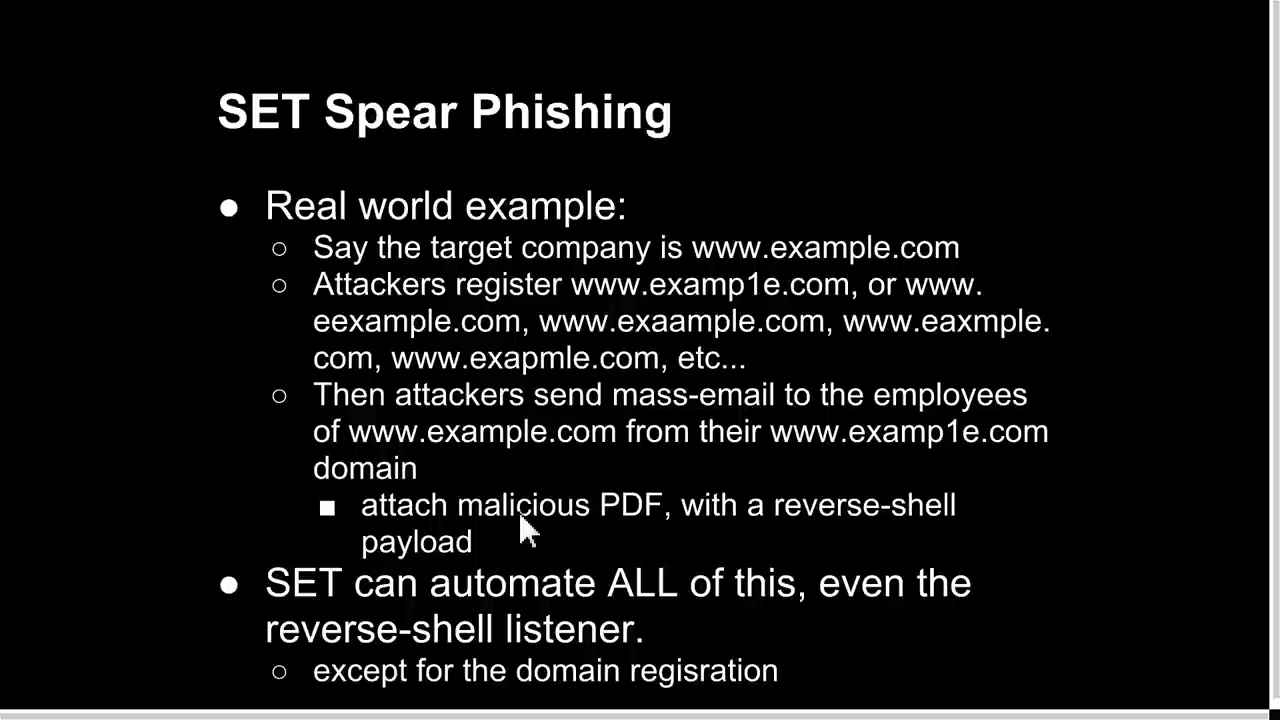 SET Spear Phishing
● Real world example:
○ Say the target company is www.example.com
○ Attackers register www.examp1e.com, or www.
eexample.com, www.exaample.com, www.eaxmple.
com, www.exapmle.com, etc...
○ Then attackers send mass-email to the employees
of www.example.com from their www.examp1e.com
domain
■ attach malicious PDF, with a reverse-shell
payload
● SET can automate ALL of this, even the
reverse-shell listener.
○ except for the domain regisration